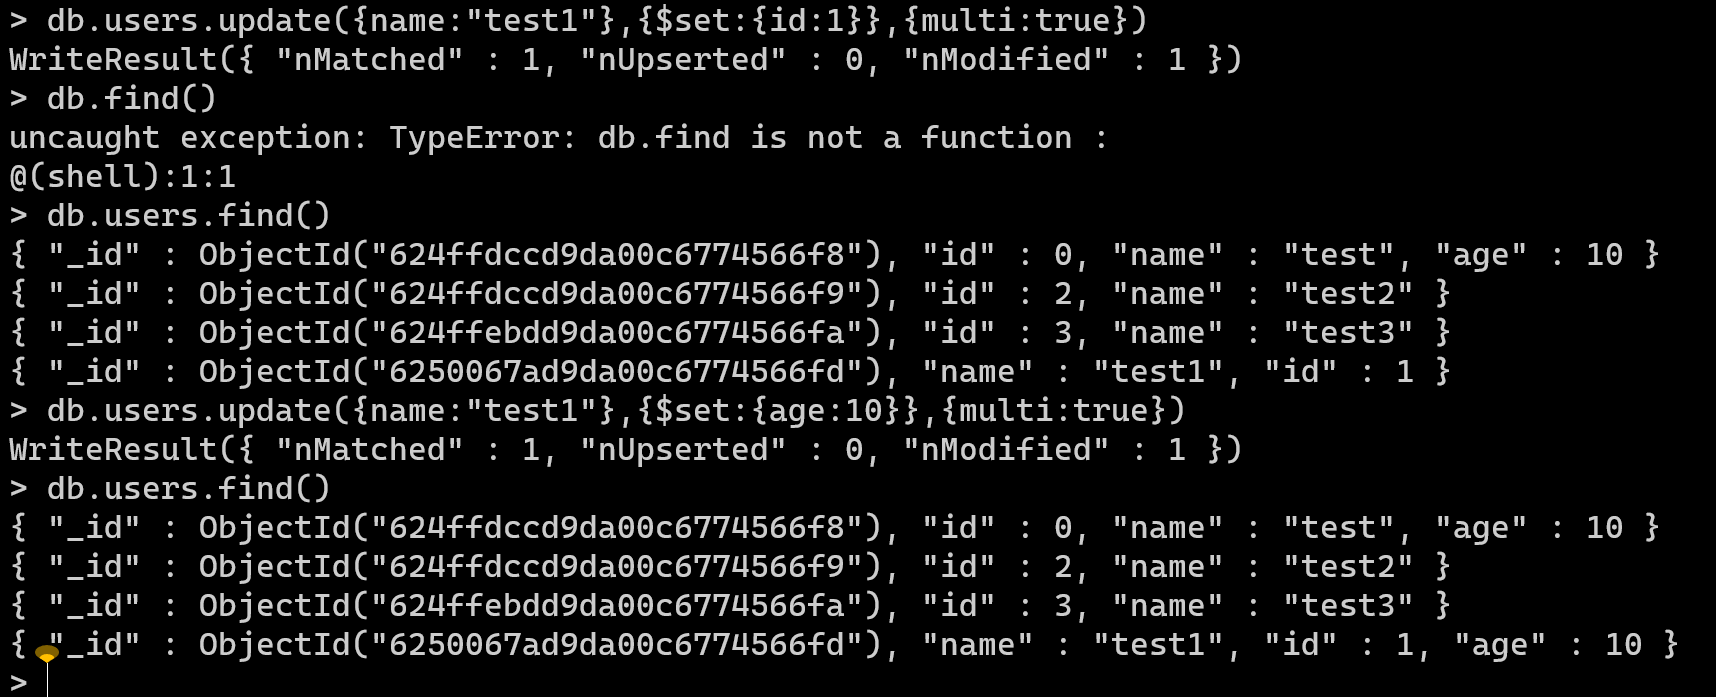 > db.users.update({name:"test1"},{$set:{id:1}},{multi:true})
WriteResult({ "nMatched" : 1, "nUpserted" : 0, "nModified" : 1 })
> db.find()
uncaught exception: TypeError: db.find is not a function :
@(shell):1:1
> db.users.find()
{ "_id" : ObjectId("624ffdccd9da00c6774566f8"), "id" : 0, "name" : "test", "age" : 10 }
{ "_id" : ObjectId("624ffdccd9da00c6774566f9"), "id" : 2, "name" : "test2" }
{ "_id" : ObjectId("624ffebdd9da00c6774566fa"), "id" : 3, "name" : "test3" }
{ "_id" : ObjectId("6250067ad9da00c6774566fd"), "name" : "test1", "id" : 1 }
> db.users.update({name:"test1"},{$set:{age:10}},{multi:true})
WriteResult({ "nMatched" : 1, "nUpserted" : 0, "nModified" : 1 })
> db.users.find()
{ "_id" : ObjectId("624ffdccd9da00c6774566f8"), "id" : 0, "name" : "test", "age" : 10 }
{ "_id" : ObjectId("624ffdccd9da00c6774566f9"), "id" : 2, "name" : "test2" }
{ "_id" : ObjectId("624ffebdd9da00c6774566fa"), "id" : 3, "name" : "test3" }
{ "_id" : ObjectId("6250067ad9da00c6774566fd"), "name" : "test1", "id" : 1, "age" : 10 }
>